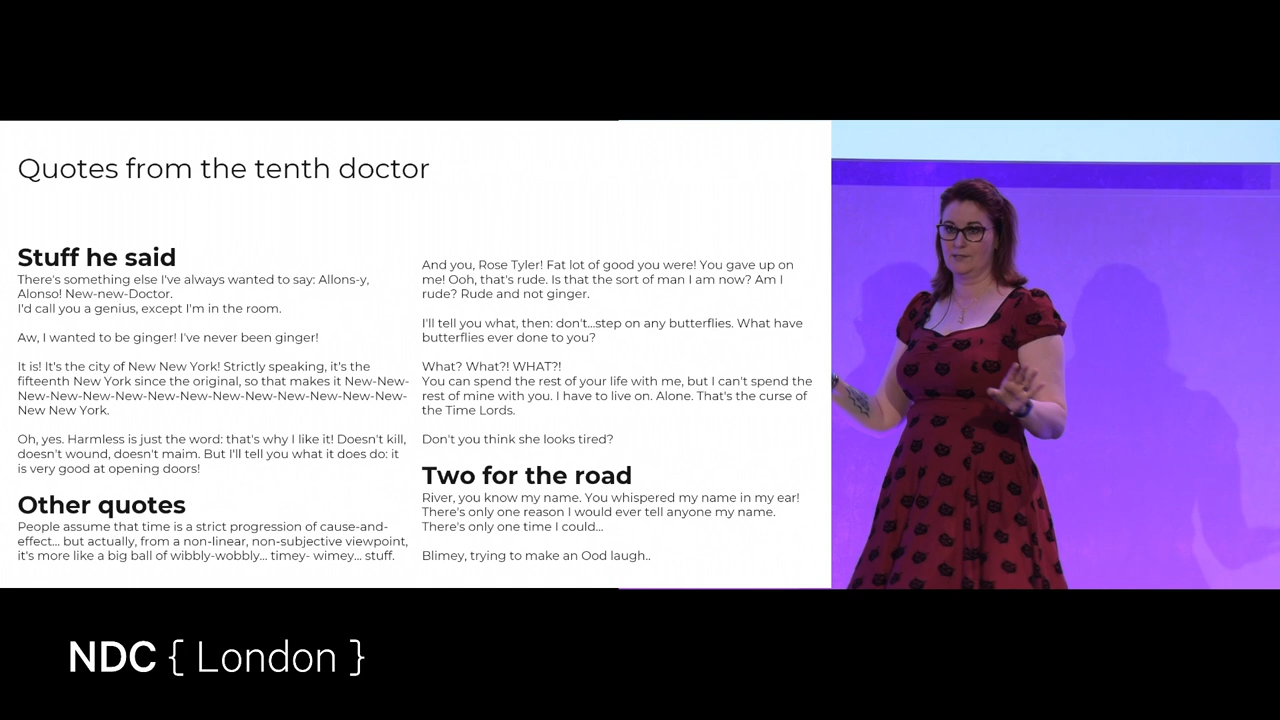 Quotes from the tenth doctor
Stuff he said
There's something else I've always wanted to say: Allons-y,
Alonso! New-new-Doctor.
I'd call you a genius, except I'm in the room.
Aw, I wanted to be ginger! I've never been ginger!
It is! It's the city of New New York! Strictly speaking, it's the
fifteenth New York since the original, so that makes it New-New-
New-New-New-New-New-New-New-New-New-New-New-New-
New New York.
Oh, yes. Harmless is just the word: that's why I like it! Doesn't kill,
doesn't wound, doesn't maim. But I'll tell you what it does do: it
is very good at opening doors!
Other quotes
People assume that time is a strict progression of cause-and-
effect... but actually, from a non-linear, non-subjective viewpoint,
it's more like a big ball of wibbly-wobbly... timey- wimey... stuff.
And you, Rose Tyler! Fat lot of good you were! You gave up on
me! Ooh, that's rude. Is that the sort of man I am now? Am I
rude? Rude and not ginger.
I'll tell you what, then: don't...step on any butterflies. What have
butterflies ever done to you?
What? What?! WHAT?!
You can spend the rest of your life with me, but I can't spend the
rest of mine with you. I have to live on. Alone. That's the curse of
the Time Lords.
Don't you think she looks tired?
Two for the road
River, you know my name. You whispered my name in my ear!
There's only one reason I would ever tell anyone my name.
There's only one time I could...
Blimey, trying to make an Ood laugh..
NDC { London }